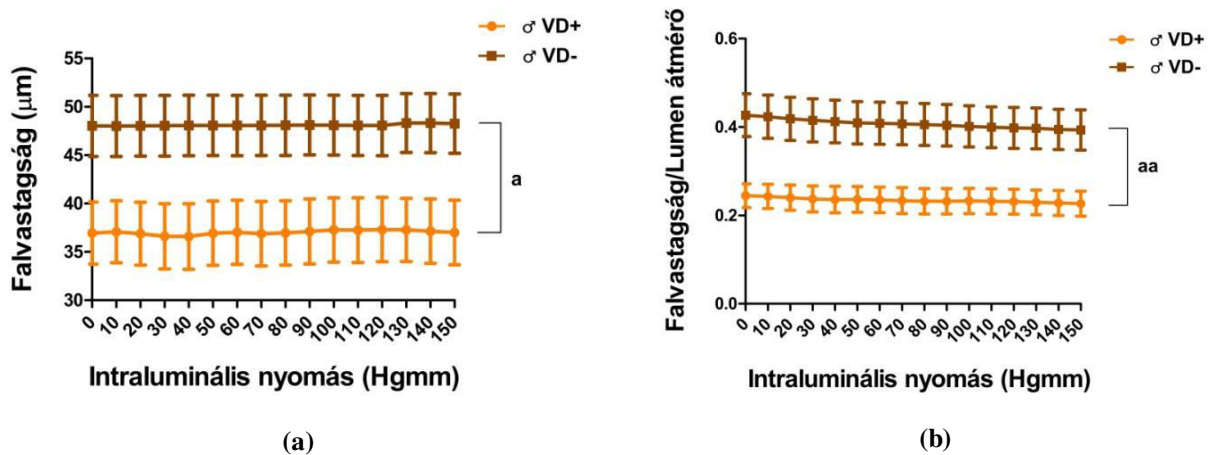 ♂ VD+
♂ VD-
Falvastagság (μm)
55
50
45
40
35
30
a
0 10 20 30 40 50 60 70 80 90 100 110 120 130 140 150
Intraluminális nyomás (Hgmm)
(a)
♂ VD+
♂ VD-
Falvastagság/Lumen átmérő
0.6
0.4
0.2
0.0
aa
0 10 20 30 40 50 60 70 80 90 100 110 120 130 140 150
Intraluminális nyomás (Hgmm)
(b)